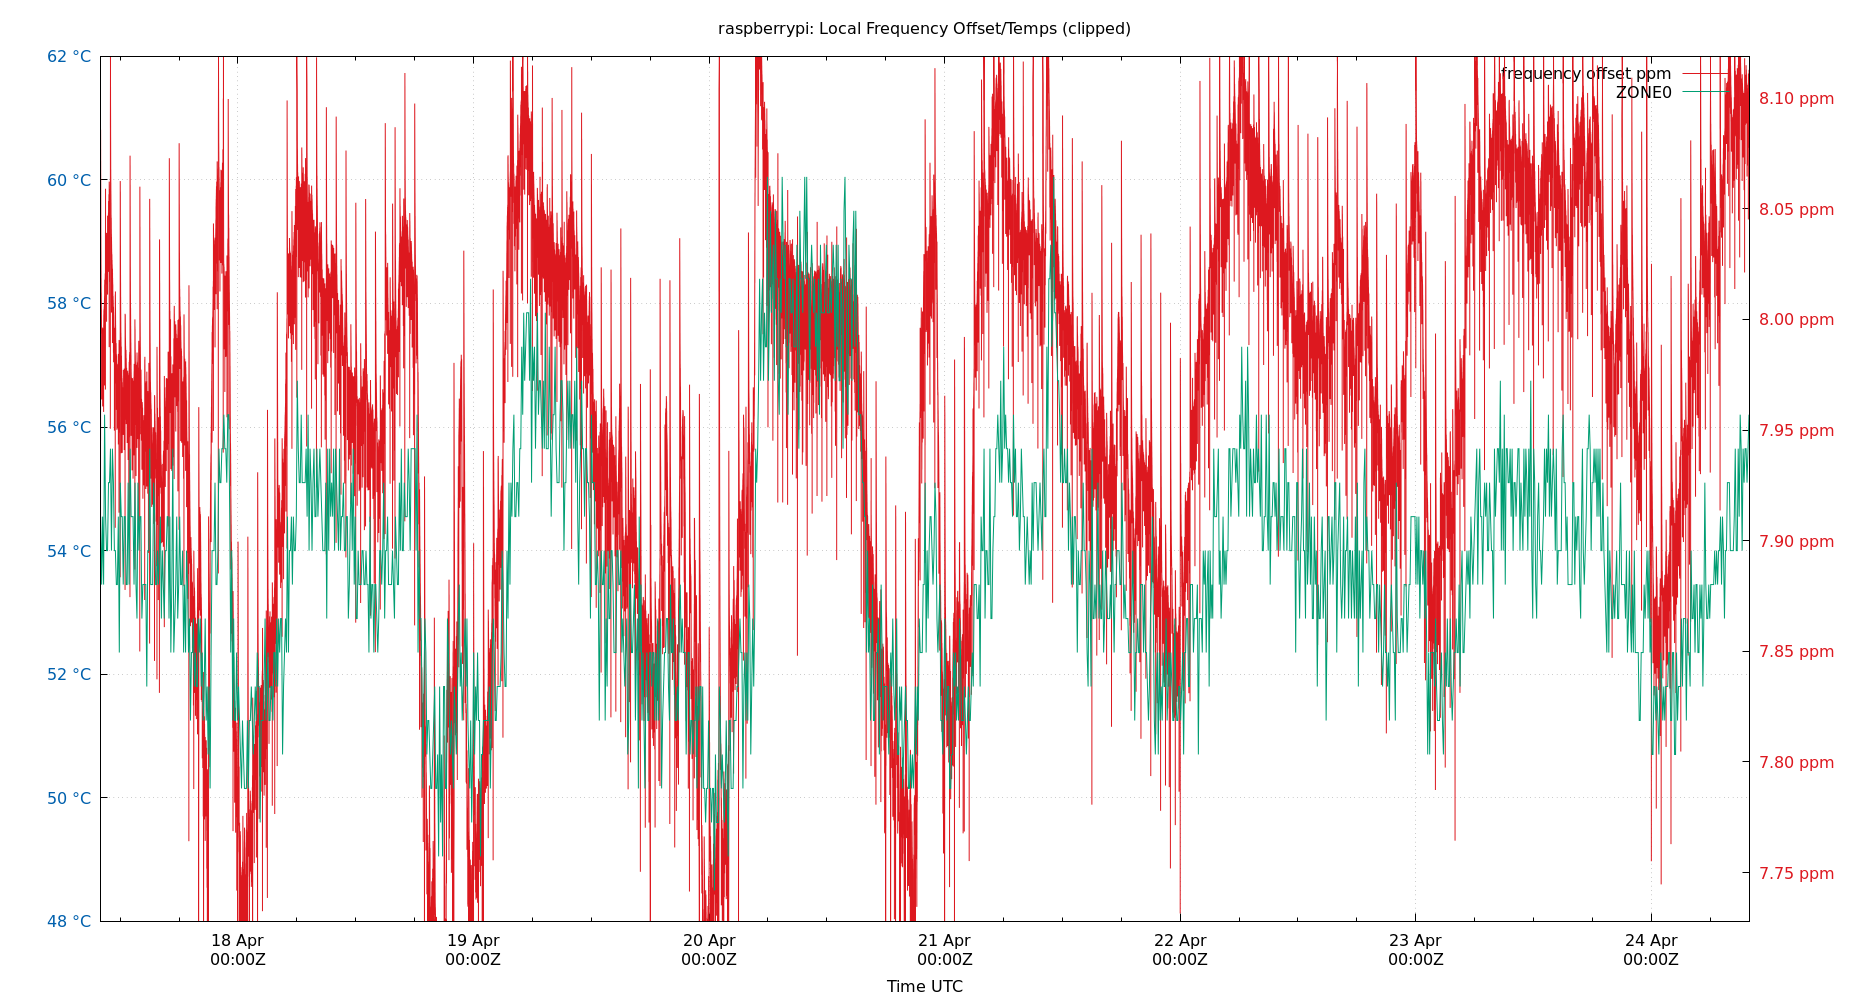 raspberrypi: Local Frequency Offset/Temps (clipped)
62 °C
60 °C
58 °C
56 °C
54 °C
52 °C
50 °C
48 °C
frequency offset ppm
ZONE0
8.10 ppm
8.05 ppm
8.00 ppm
7.95 ppm
7.90 ppm
7.85 ppm
7.80 ppm
7.75 ppm
18 Apr
00:00Z
19 Apr
00:00Z
20 Apr
00:00Z
21 Apr
00:00Z
22 Apr
00:00Z
23 Apr
00:00Z
24 Apr
00:00Z
Time UTC